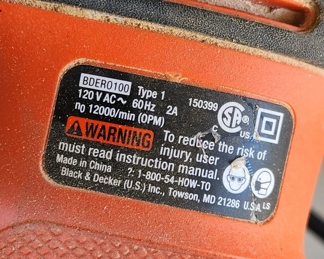 BDERO100 Type 1 150399
120 V AC~ 60Hz 2A
no 12000/min (OPM)
WARNING To reduce the risk of
injury, user
must read instruction manual.
Made in China ?: 1-800-54-HOW-TO
Black & Decker (U.S.) Inc., Towson, MD 21286 U.S.A LS